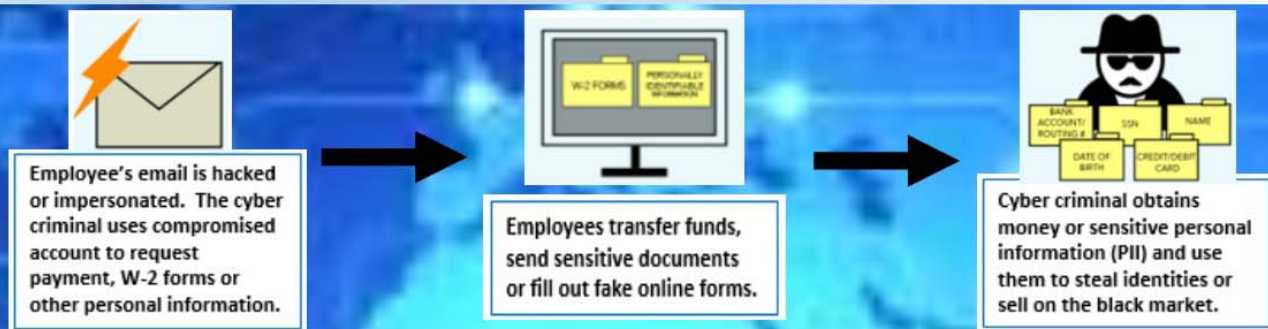 Employee's email is hacked
or impersonated. The cyber
criminal uses compromised
account to request
payment, W-2 forms or
other personal information.
W-2 FORMS
PERSONALLY
IDENTIFIABLE
INFORMATION
Employees transfer funds,
send sensitive documents
or fill out fake online forms.
BANK
ACCOUNT/
ROUTING #
SSN
NAME
DATE OF
BIRTH
CREDIT/DEBIT
CARD
Cyber criminal obtains
money or sensitive personal
information (PII) and use
them to steal identities or
sell on the black market.